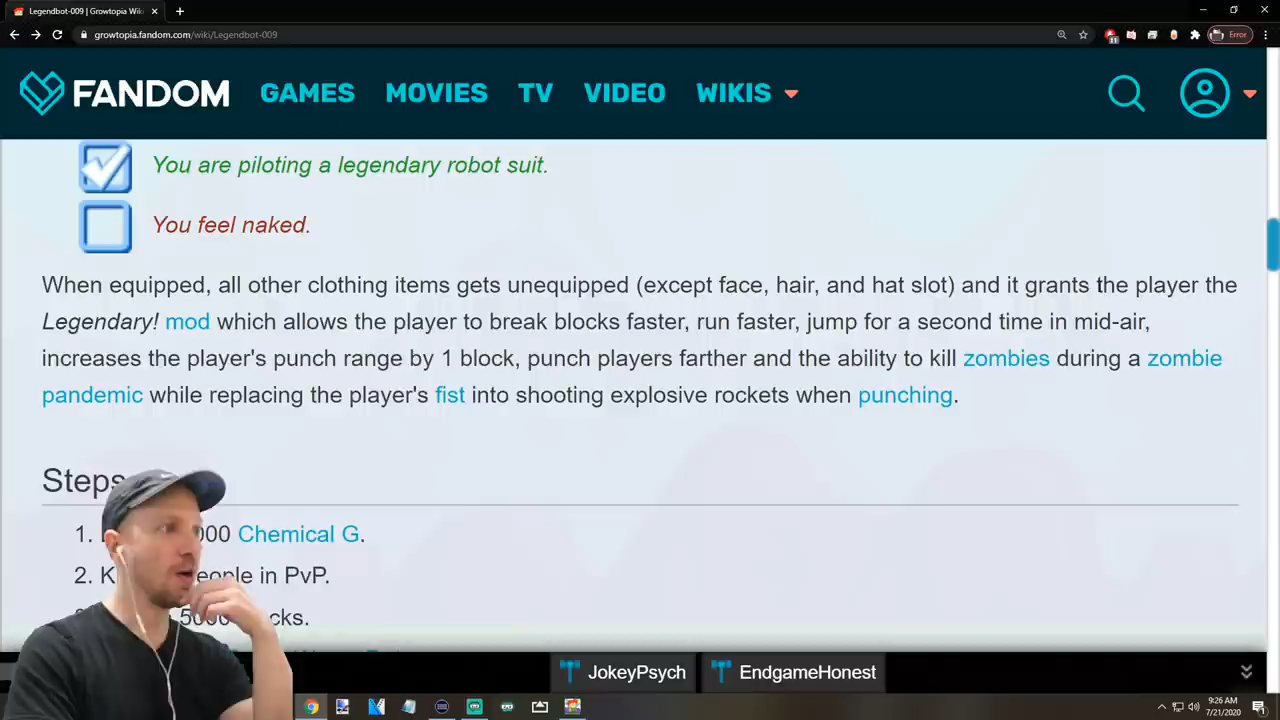 Legendbot-009 | Growtopia Wiki
growtopia.fandom.com/wiki/Legendbot-009
11
Error
FANDOM GAMES MOVIES TV VIDEO WIKIS
You are piloting a legendary robot suit.
You feel naked.
When equipped, all other clothing items gets unequipped (except face, hair, and hat slot) and it grants the player the
Legendary! mod which allows the player to break blocks faster, run faster, jump for a second time in mid-air,
increases the player's punch range by 1 block, punch players farther and the ability to kill zombies during a zombie
pandemic while replacing the player's fist into shooting explosive rockets when punching.
Steps
1. 000 Chemical G.
2. in PvP.
JokeyPsych EndgameHonest
9:26 AM
7/21/2020